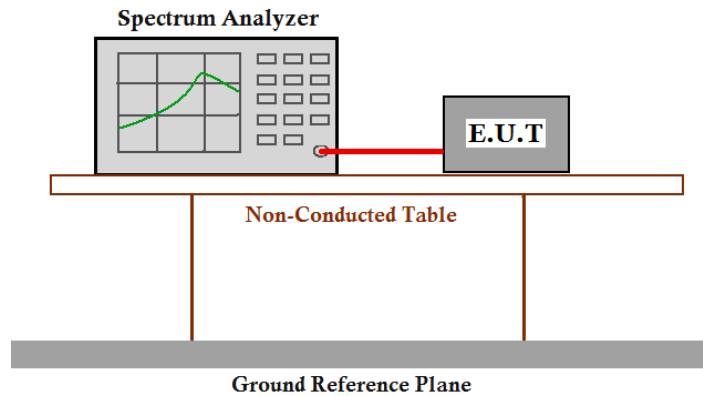 Spectrum Analyzer
E.U.T
Non-Conducted Table
Ground Reference Plane